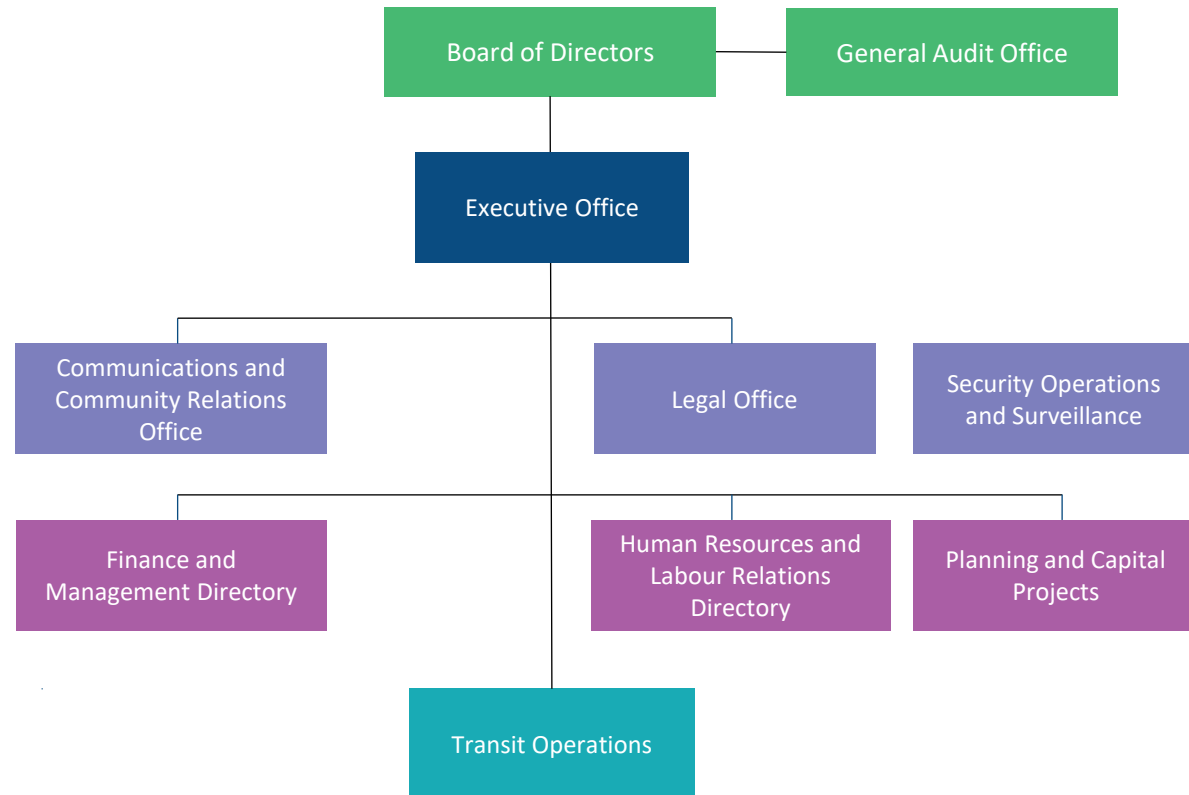 Board of Directors
General Audit Office
Executive Office
Communications and
Community Relations
Office
Legal Office
Security Operations
and Surveillance
Finance and
Management Directory
Human Resources and
Labour Relations
Directory
Planning and Capital
Projects
Transit Operations